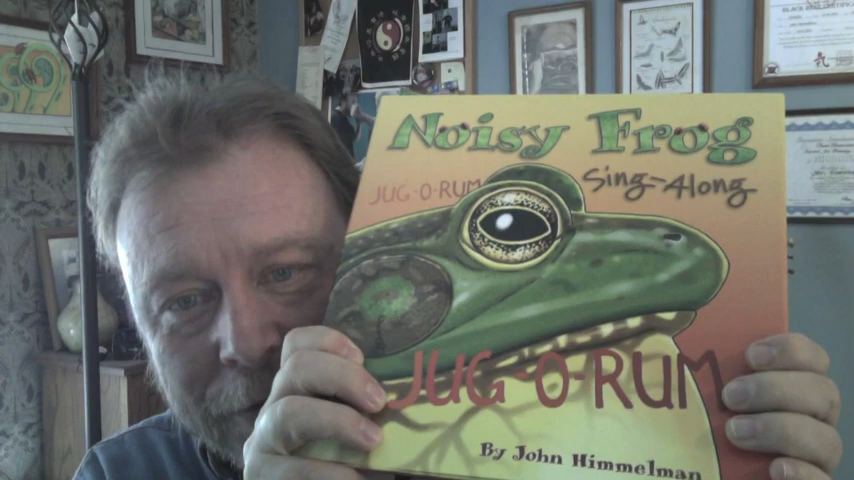 Noisy Frog
Sing-Along
JUG-O-RUM
JUG-O-RUM
By John Himmelman